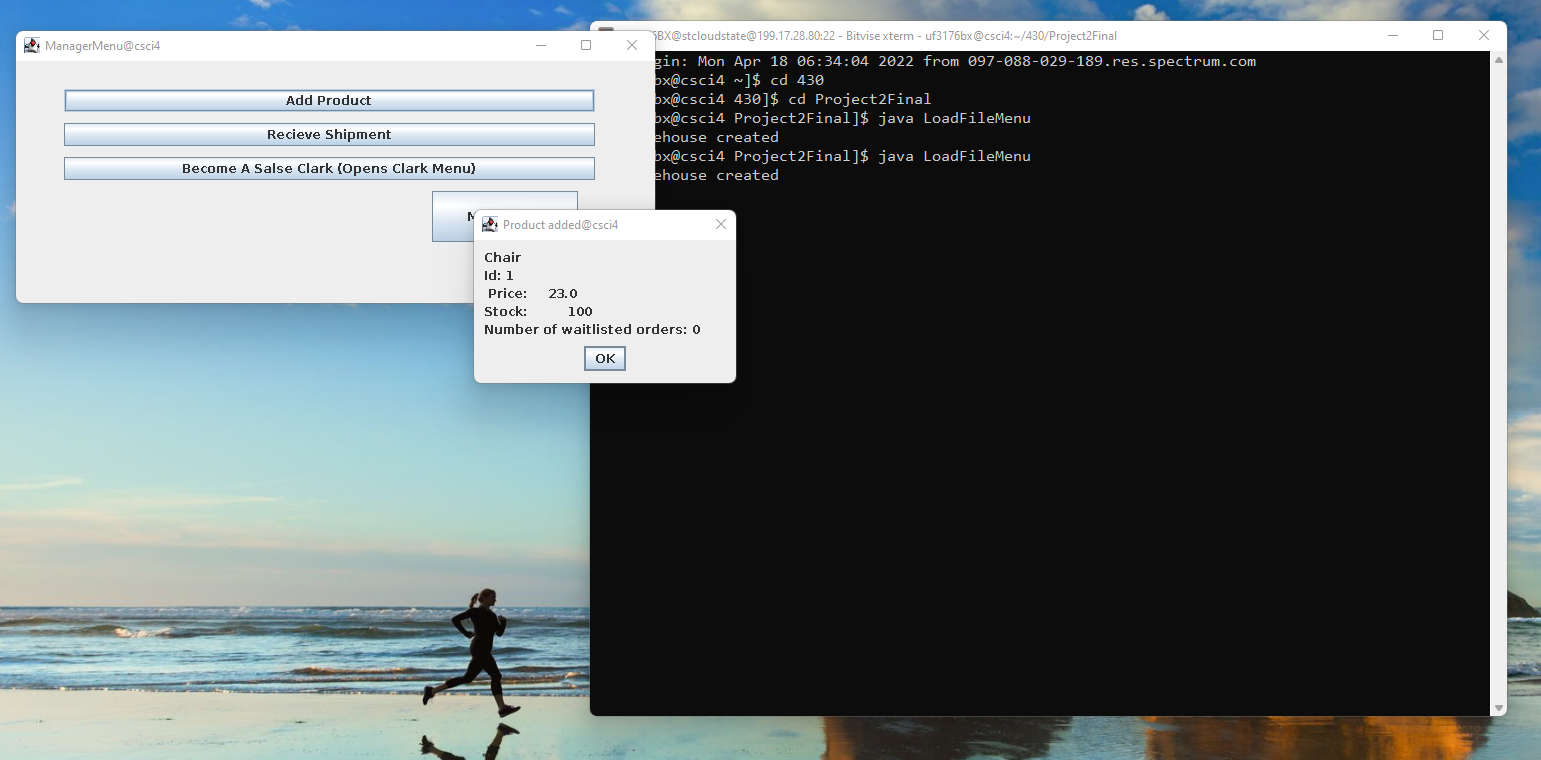 ManagerMenu@csci4
Add Product
Recieve Shipment
Become A Salse Clark {Opens Clark Menu}
M
Product added@csci4
Chair
Id: 1
Price: 23.0
Stock: 100
Number of waitlisted orders: 0
OK
6BX@stcloudstate@199.17.28.80:22 - Bitvise xterm - uf3176bx@csci4:~/430/Project2Final
gin: Mon Apr 18 06:34:04 2022 from 097-088-029-189.res.spectrum.com
bx@csci4 ~]$ cd 430
bx@csci4 430]$ cd Project2Final
bx@csci4 Project2Final]$ java LoadFileMenu
ehouse created
bx@csci4 Project2Final]$ java LoadFileMenu
ehouse created